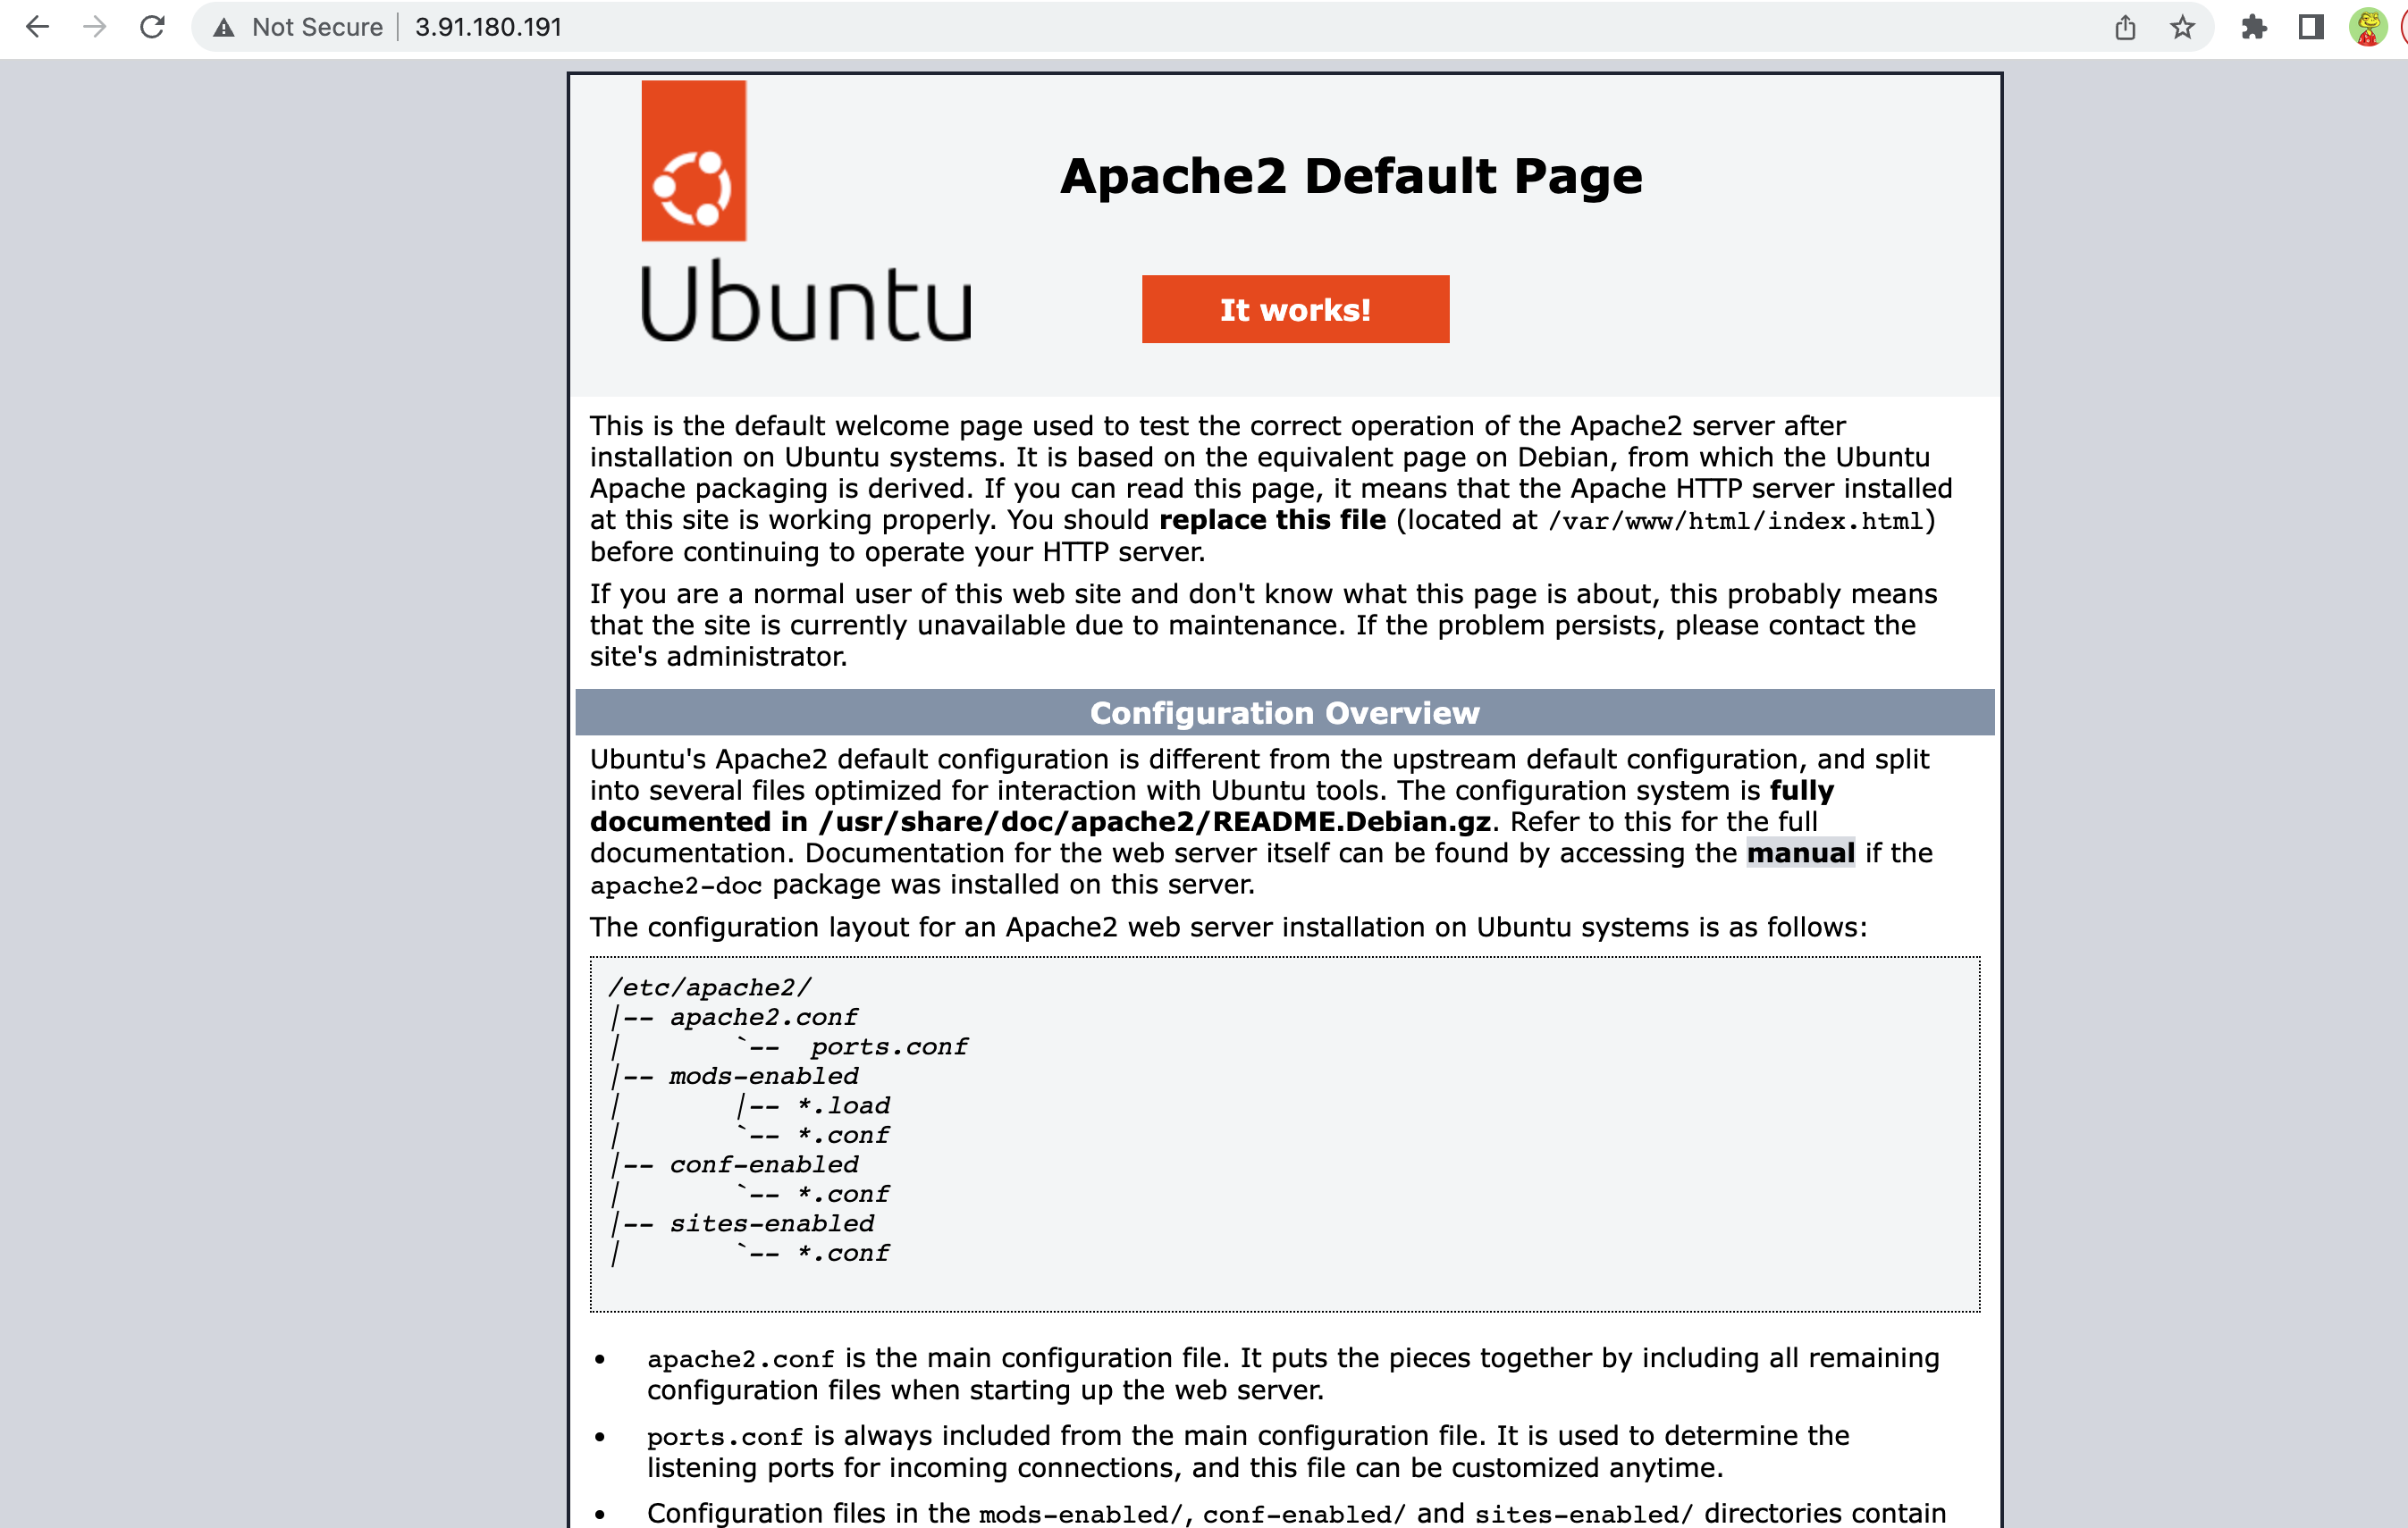 Not Secure | 3.91.180.191
Apache2 Default Page
Ubuntu
It works!
This is the default welcome page used to test the correct operation of the Apache2 server after
installation on Ubuntu systems. It is based on the equivalent page on Debian, from which the Ubuntu
Apache packaging is derived. If you can read this page, it means that the Apache HTTP server installed
at this site is working properly. You should replace this file (located at /var/www/html/index.html)
before continuing to operate your HTTP server.
If you are a normal user of this web site and don't know what this page is about, this probably means
that the site is currently unavailable due to maintenance. If the problem persists, please contact the
site's administrator.
Configuration Overview
Ubuntu's Apache2 default configuration is different from the upstream default configuration, and split
into several files optimized for interaction with Ubuntu tools. The configuration system is fully
documented in /usr/share/doc/apache2/README.Debian.gz. Refer to this for the full
documentation. Documentation for the web server itself can be found by accessing the manual if the
apache2-doc package was installed on this server.
The configuration layout for an Apache2 web server installation on Ubuntu systems is as follows:
/etc/apache2/
|-- apache2.conf
|       `--  ports.conf
|-- mods-enabled
|       |-- *.load
|       `-- *.conf
|-- conf-enabled
|       `-- *.conf
|-- sites-enabled
|       `-- *.conf
• apache2.conf is the main configuration file. It puts the pieces together by including all remaining
configuration files when starting up the web server.
• ports.conf is always included from the main configuration file. It is used to determine the
listening ports for incoming connections, and this file can be customized anytime.
• Configuration files in the mods-enabled/, conf-enabled/ and sites-enabled/ directories contain